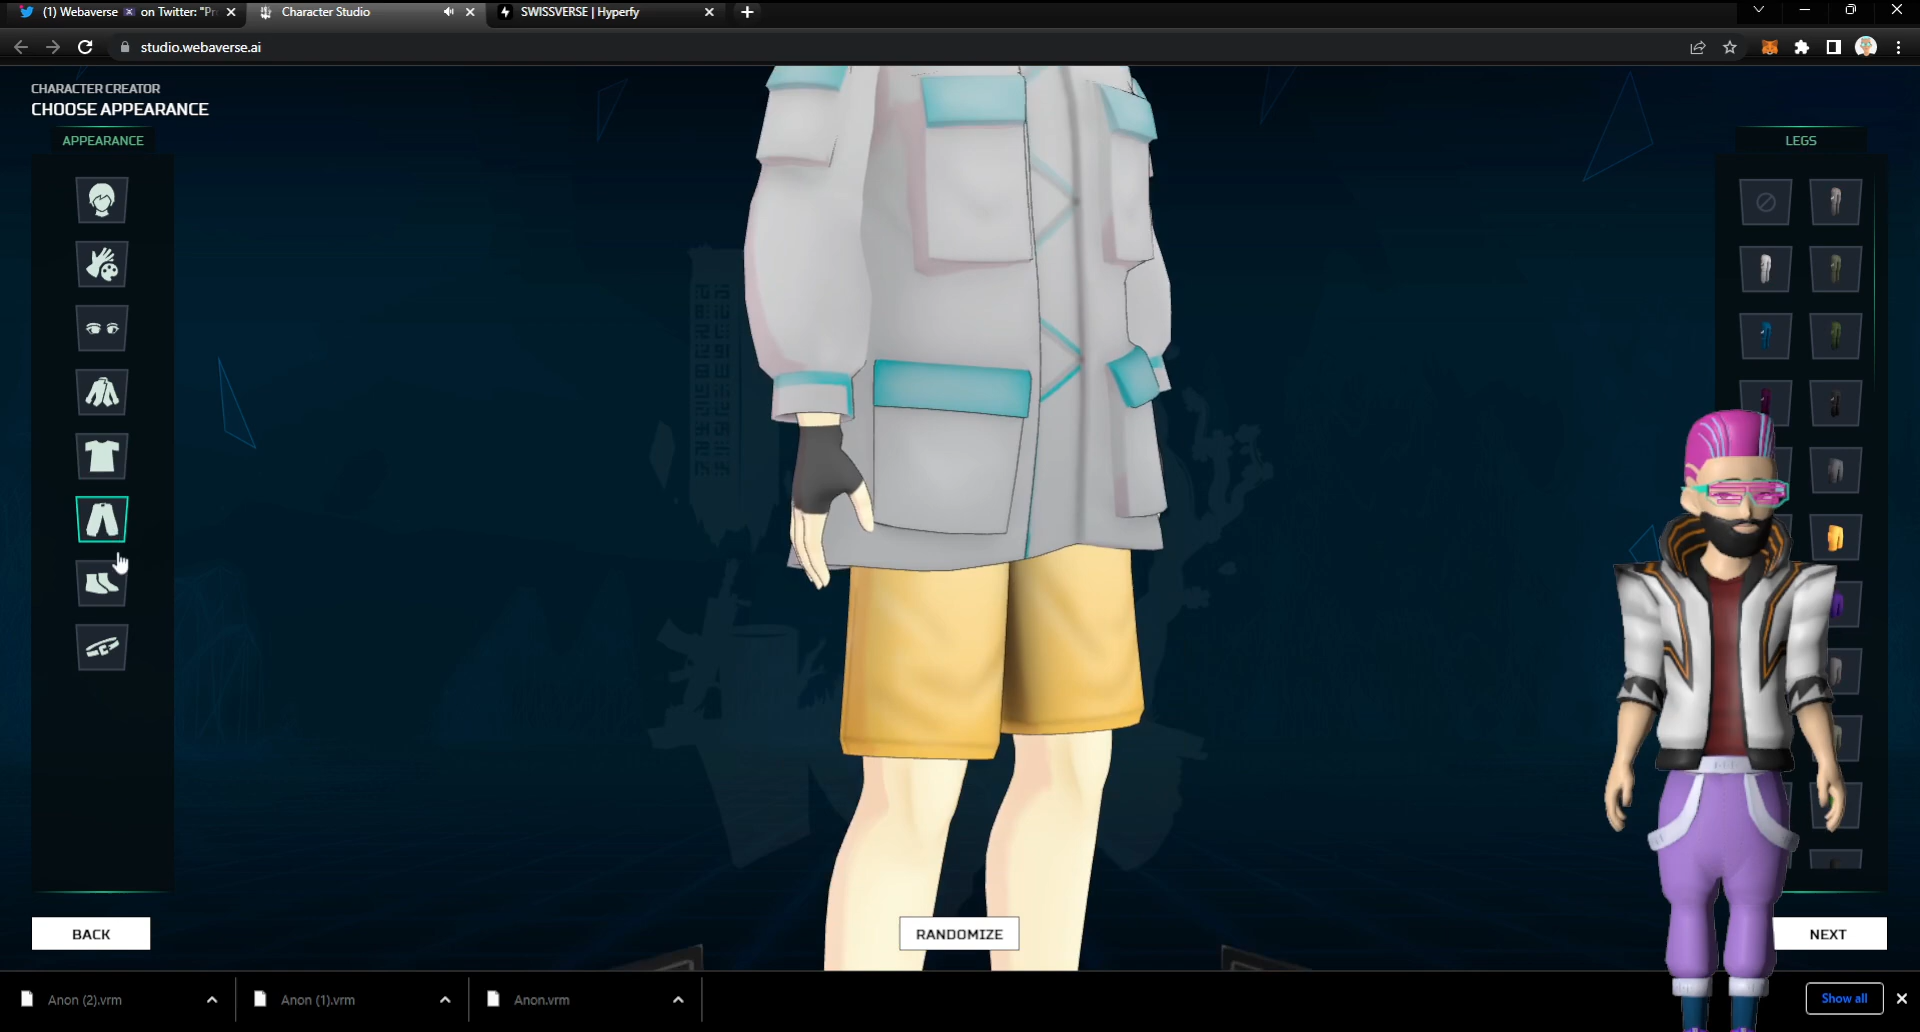 (1) Webaverse on Twitter: "Pr
Character Studio
SWISSVERSE | Hyperfy
studio.webaverse.ai
CHARACTER CREATOR
CHOOSE APPEARANCE
APPEARANCE
LEGS
BACK
RANDOMIZE
NEXT
Anon (2).vrm
Anon (1).vrm
Anon.vrm
Show all